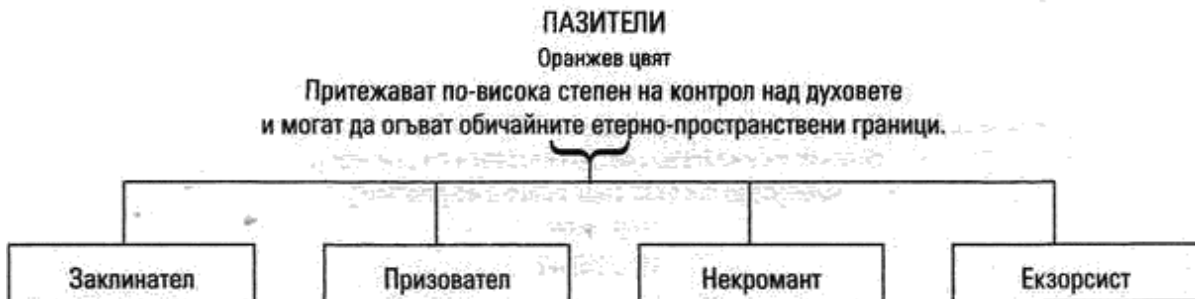 ПАЗИТЕЛИ
Оранжев цвят
Притежават по-висока степен на контрол над духовете
и могат да огъват обичайните етерно-пространствени граници.
Заклинател
Призовател
Некромант
Екзорсист